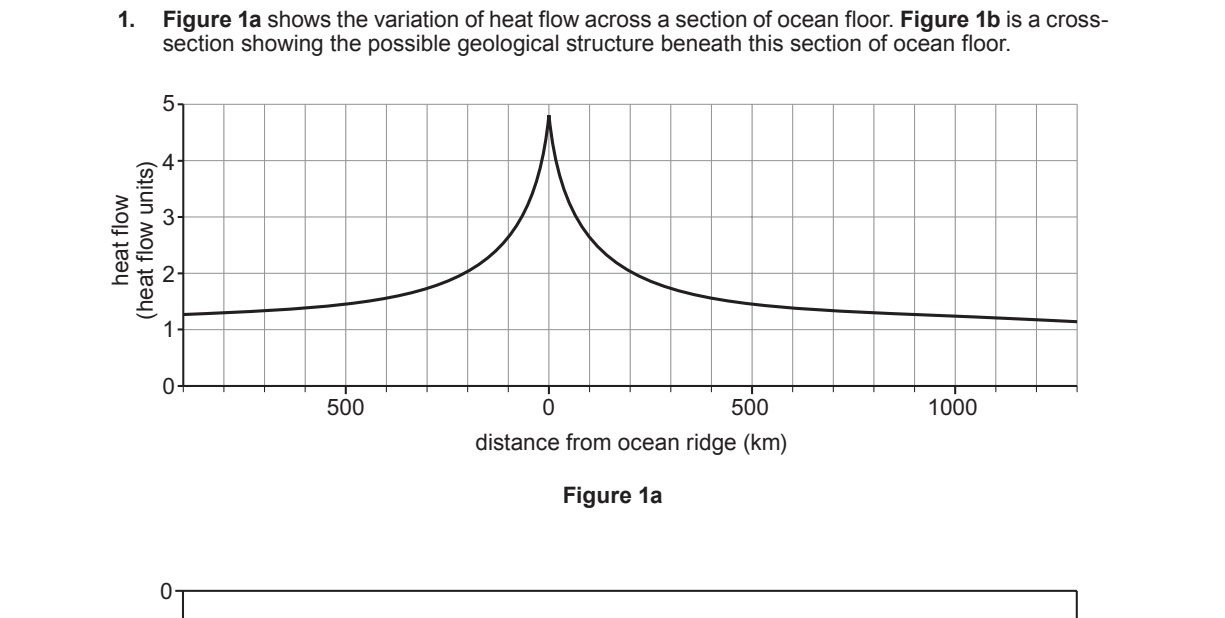 1. Figure 1a shows the variation of heat flow across a section of ocean floor. Figure 1b is a cross-
section showing the possible geological structure beneath this section of ocean floor.
5
4
3
2
1
0
heat flow
(heat flow units)
500 0 500 1000
distance from ocean ridge (km)
Figure 1a
0